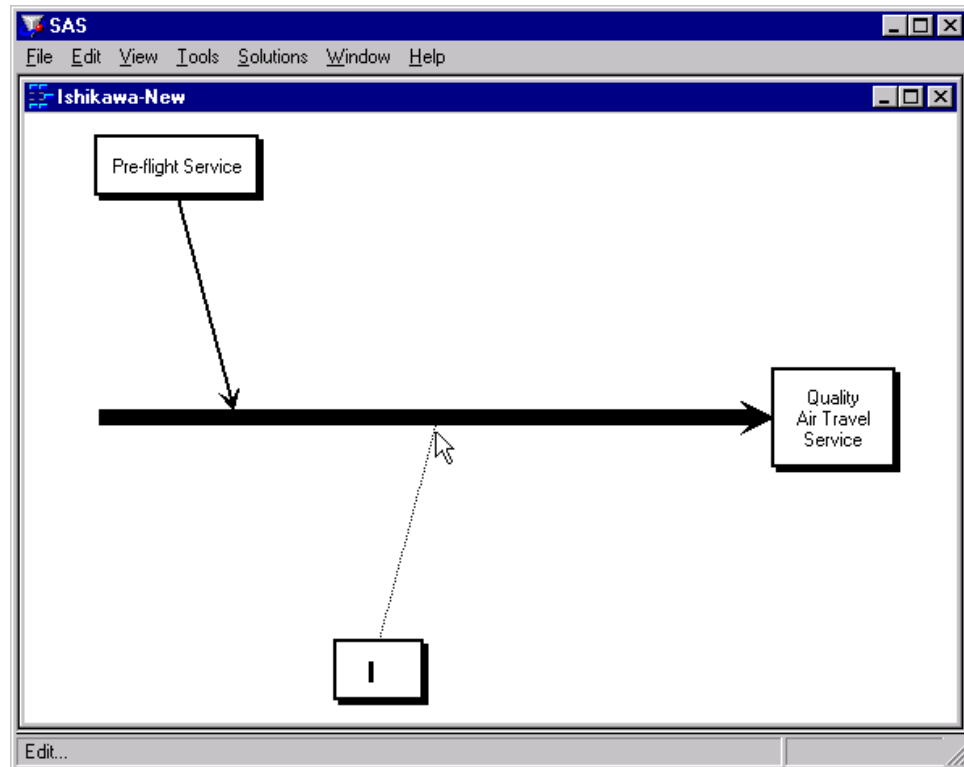 SAS
File Edit View Tools Solutions Window Help
Ishikawa-New
Pre-flight Service
Quality
Air Travel
Service
Edit...